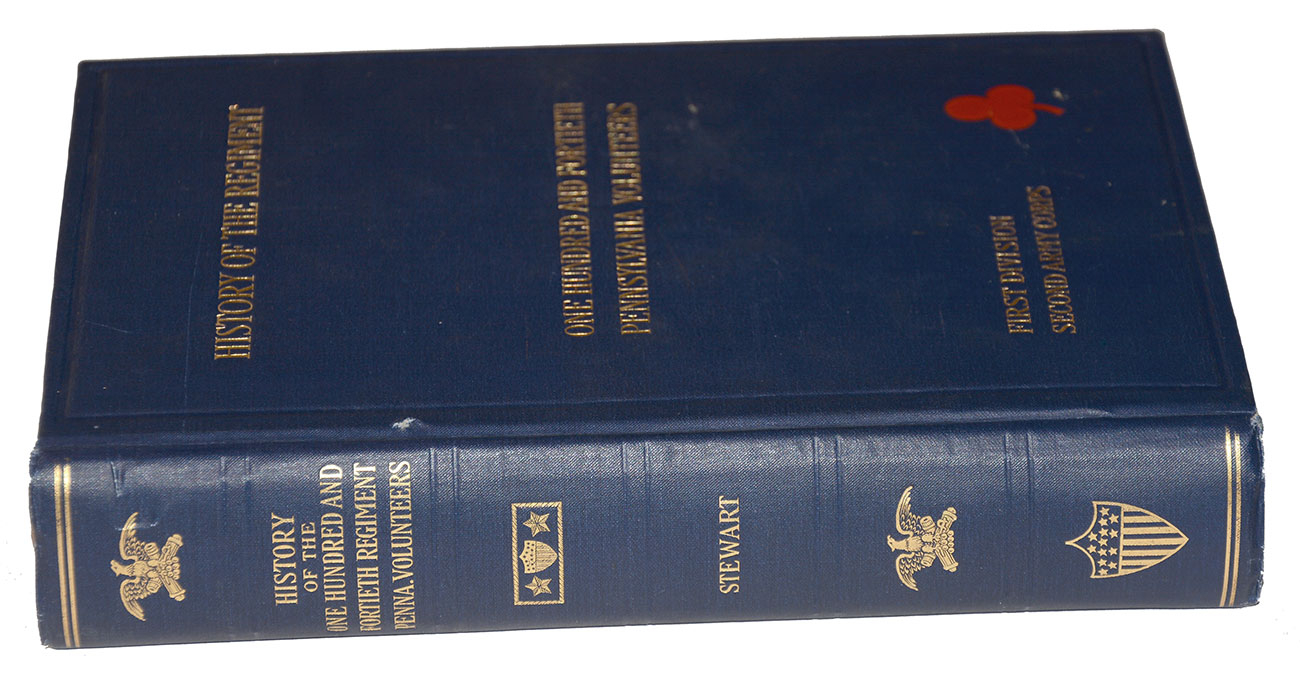 HISTORY OF THE REGIMENT
ONE HUNDRED AND FORTIETH
PENNSYLVANIA VOLUNTEERS
FIRST DIVISION
SECOND ARMY CORPS
HISTORY
OF THE
ONE HUNDRED AND
FORTIETH REGIMENT
PENNA.VOLUNTEERS
STEWART